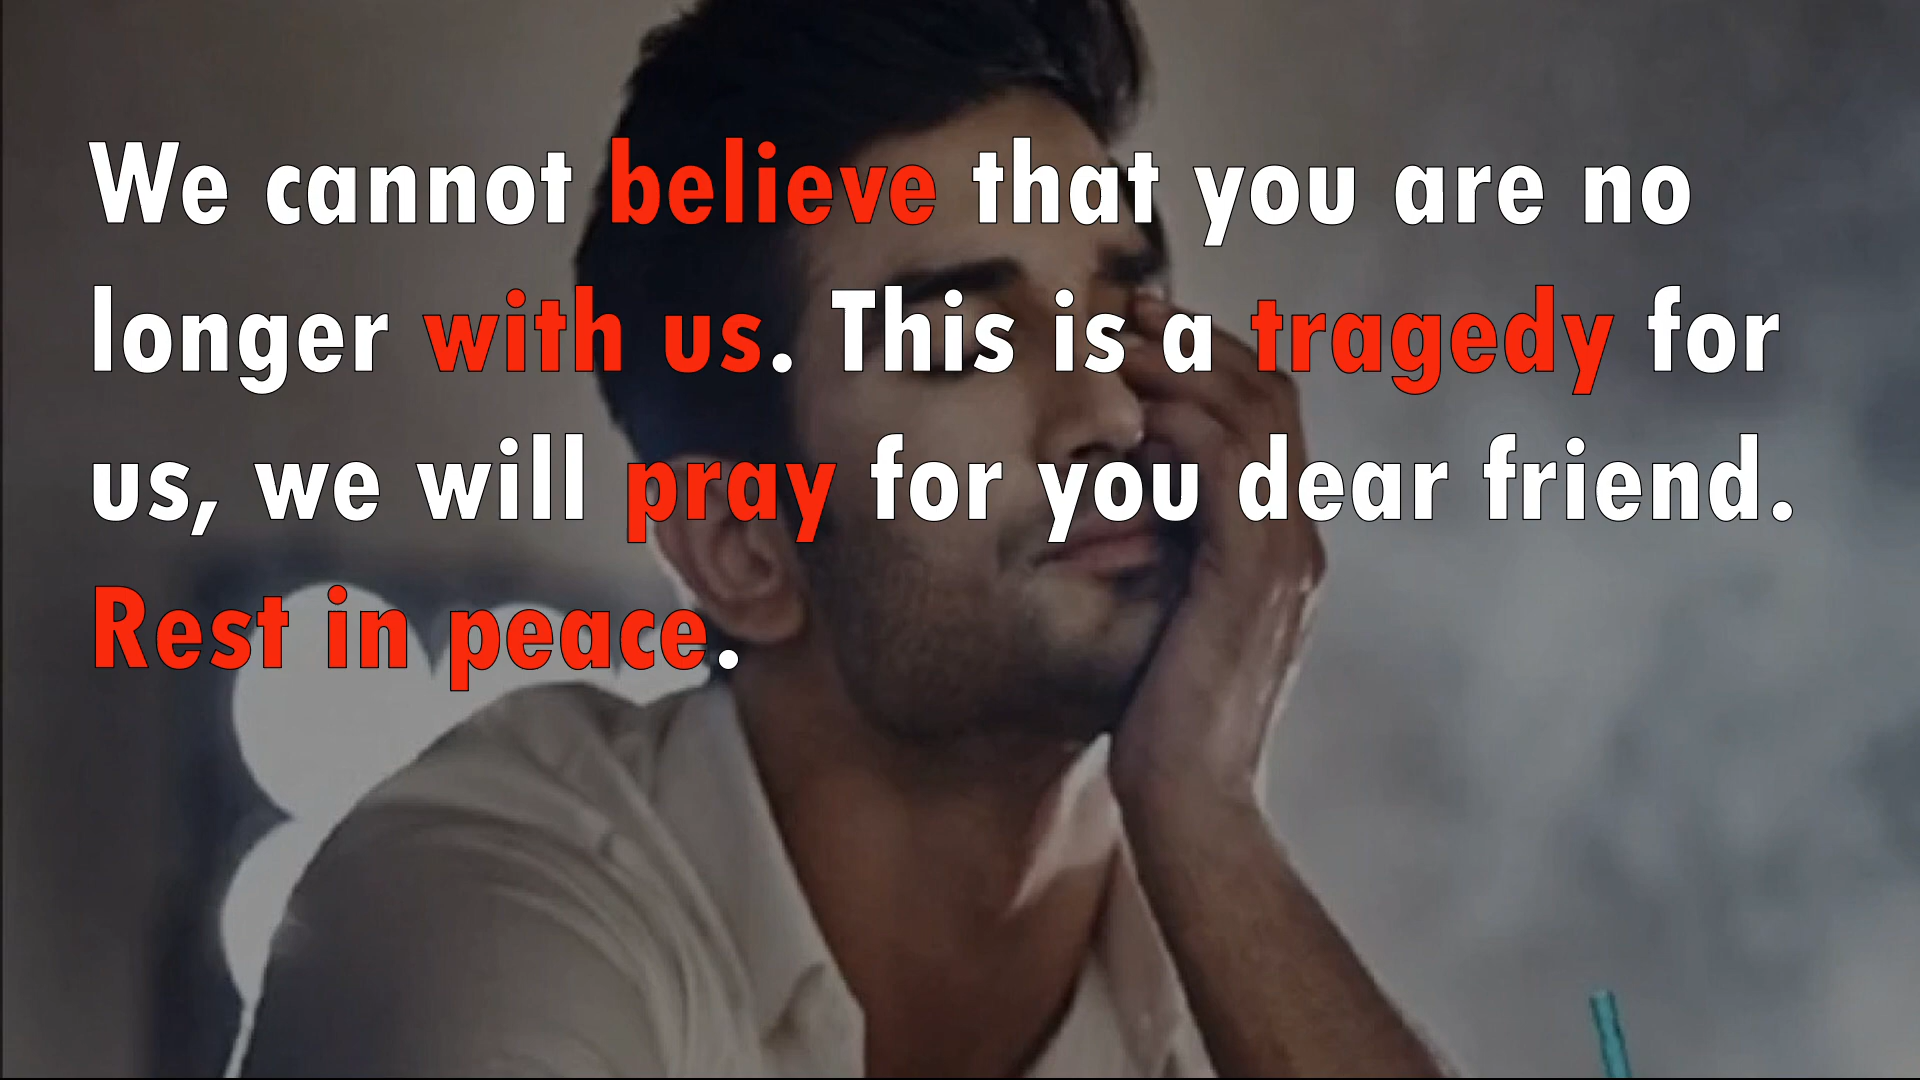 We cannot believe that you are no
longer with us. This is a tragedy for
us, we will pray for you dear friend.
Rest in peace.